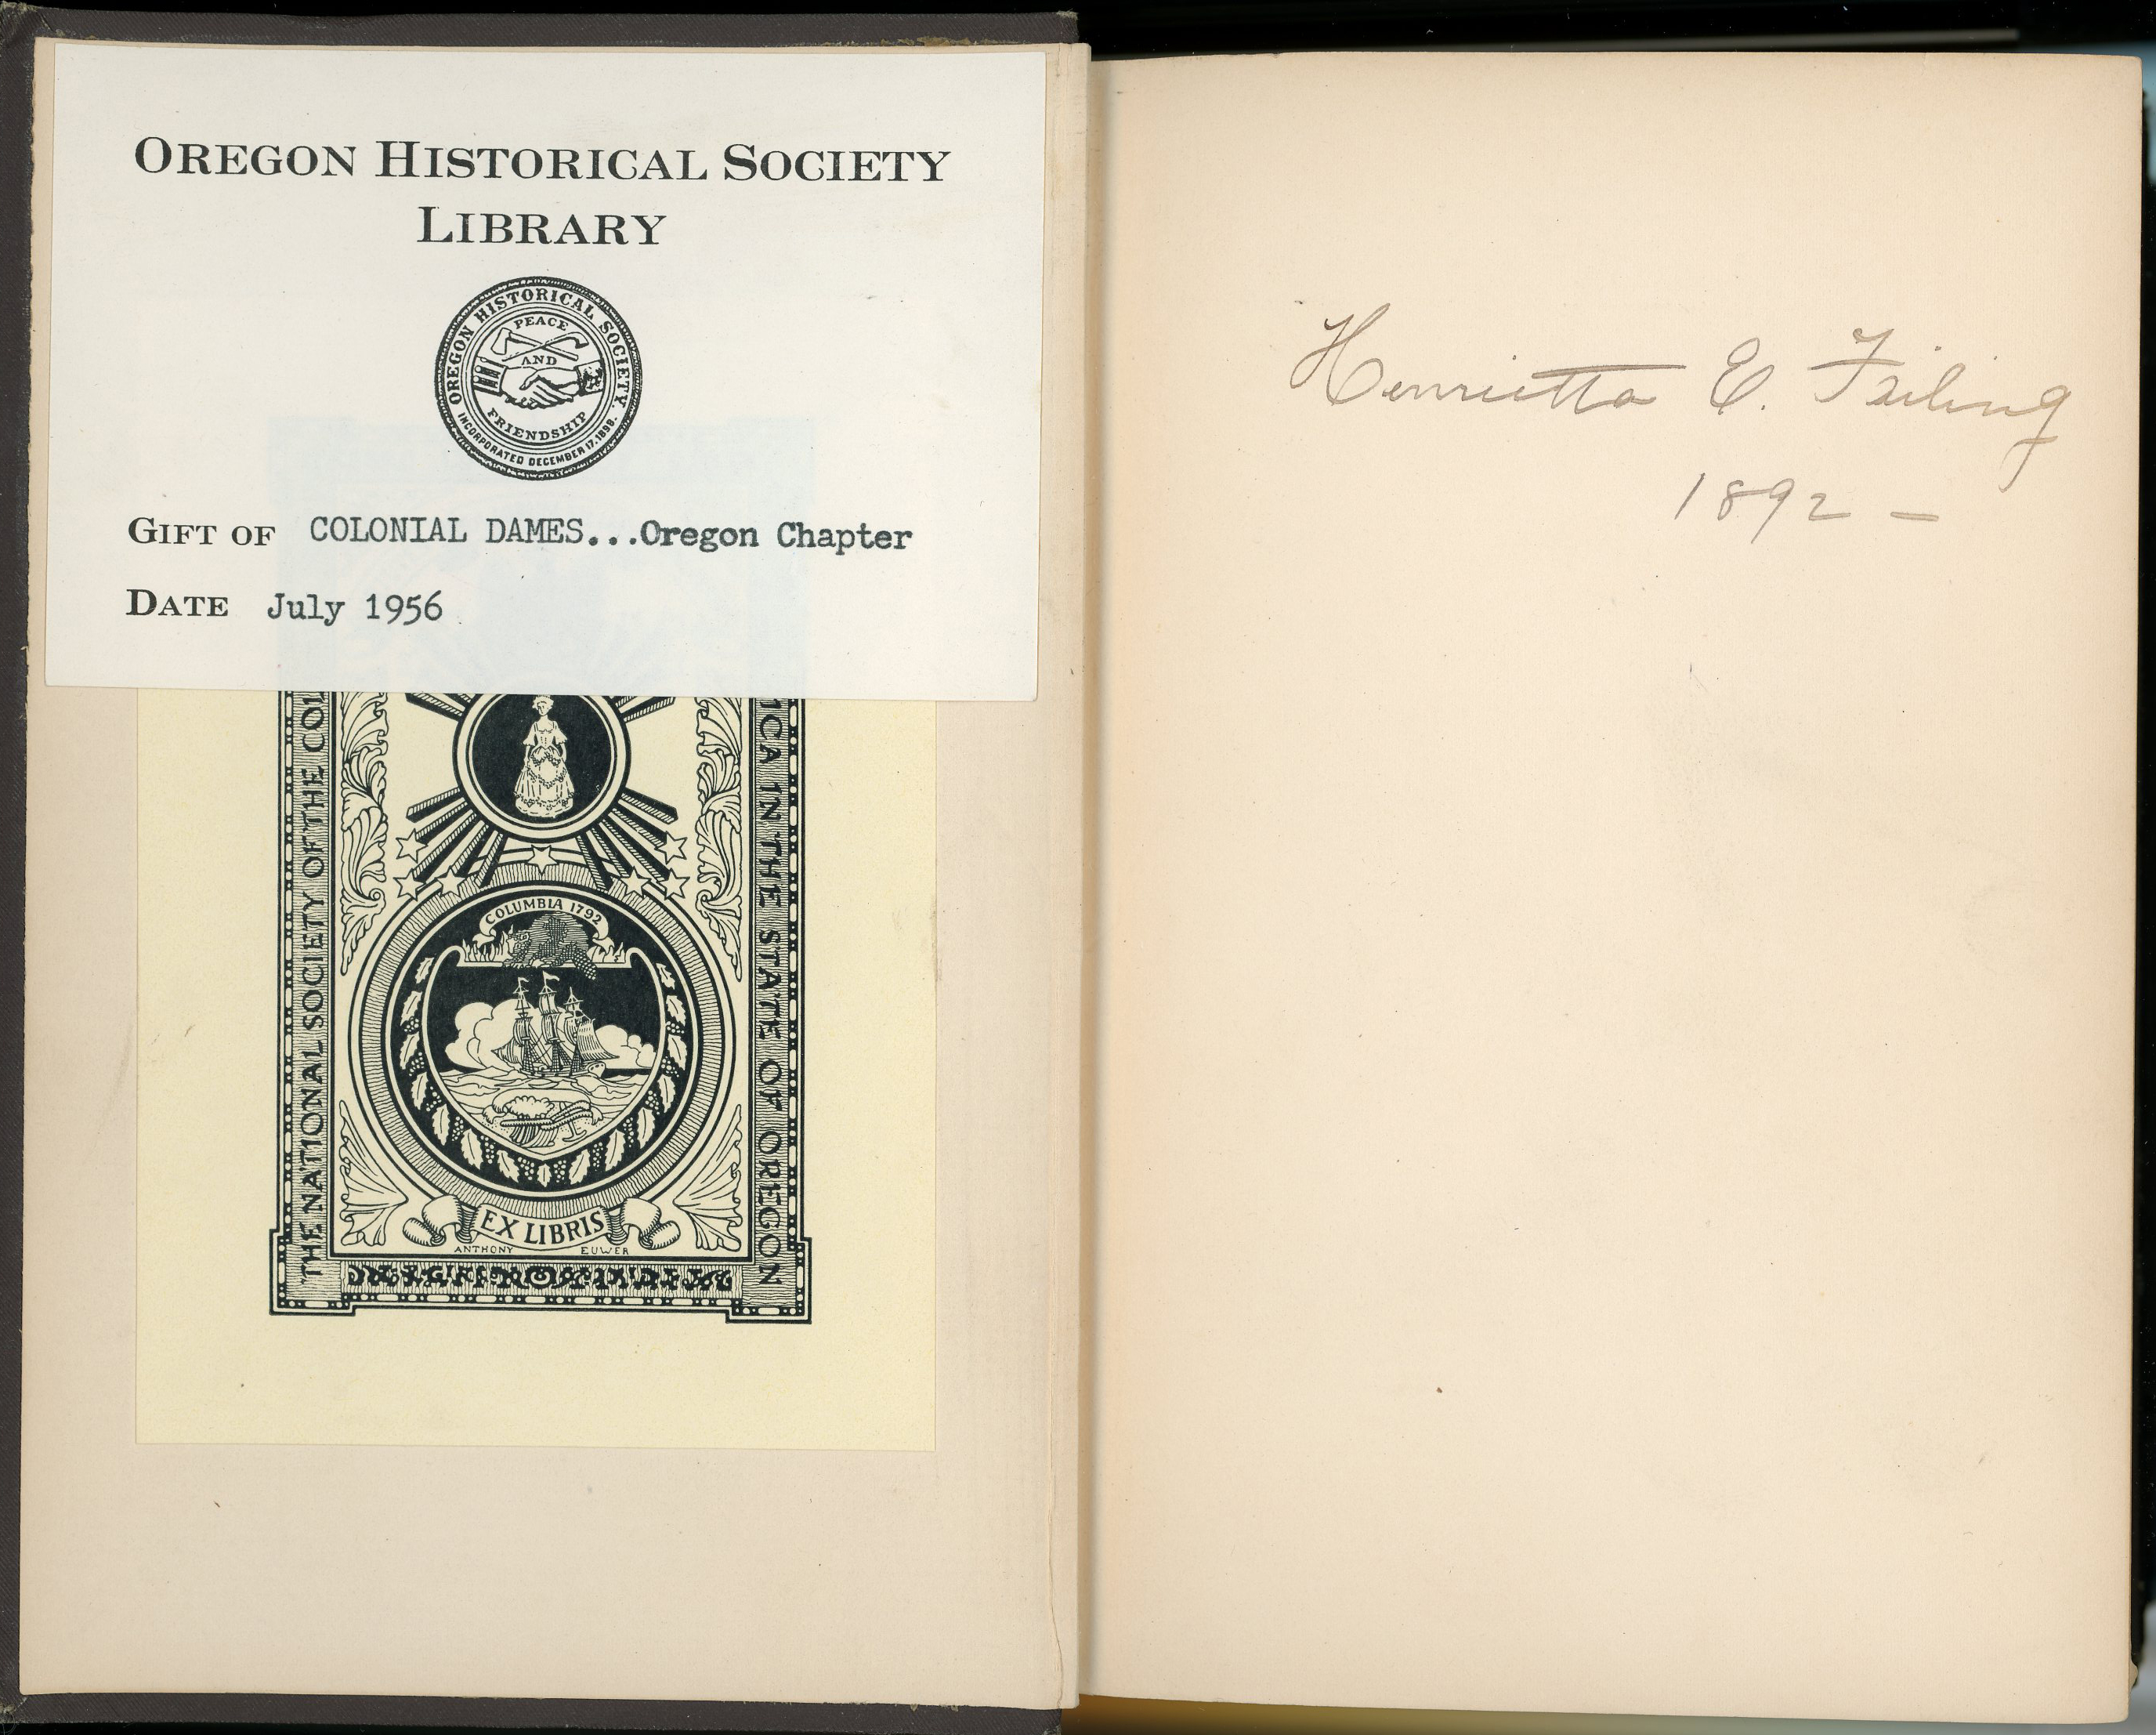 OREGON HISTORICAL SOCIETY
LIBRARY
OREGON HISTORICAL SOCIETY.
INCORPORATED DECEMBER 17, 1898.
PEACE
AND
FRIENDSHIP
GIFT OF COLONIAL DAMES...Oregon Chapter
DATE July 1956
THE NATIONAL SOCIETY OF THE COL
ICA IN THE STATE OF OREGON
COLUMBIA 1792
EX LIBRIS
ANTHONY EUWER
Henrietta E. Failing
1892 –